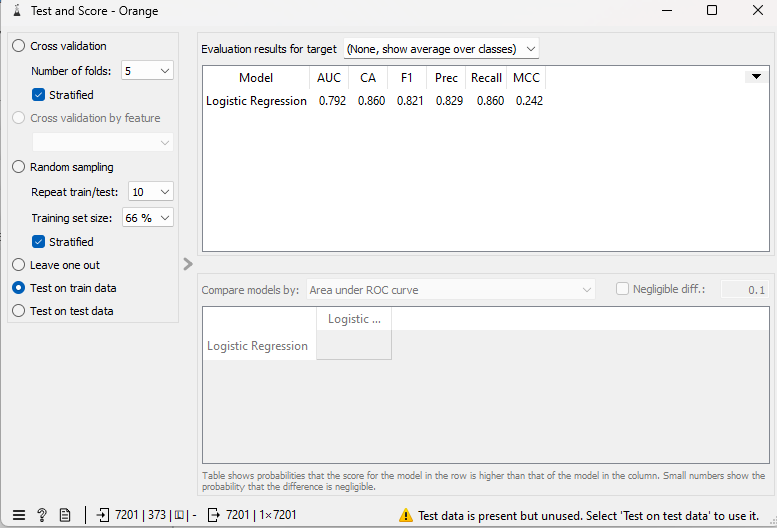 Test and Score - Orange
Cross validation
Number of folds: 5
Stratified
Cross validation by feature
Random sampling
Repeat train/test: 10
Training set size: 66 %
Stratified
Leave one out
Test on train data
Test on test data
Evaluation results for target (None, show average over classes)
Model AUC CA F1 Prec Recall MCC
Logistic Regression 0.792 0.860 0.821 0.829 0.860 0.242
Compare models by: Area under ROC curve Negligible diff.: 0.1
Logistic ...
Logistic Regression
Table shows probabilities that the score for the model in the row is higher than that of the model in the column. Small numbers show the
probability that the difference is negligible.
7201 | 373 | - 7201 | 1×7201 Test data is present but unused. Select 'Test on test data' to use it.